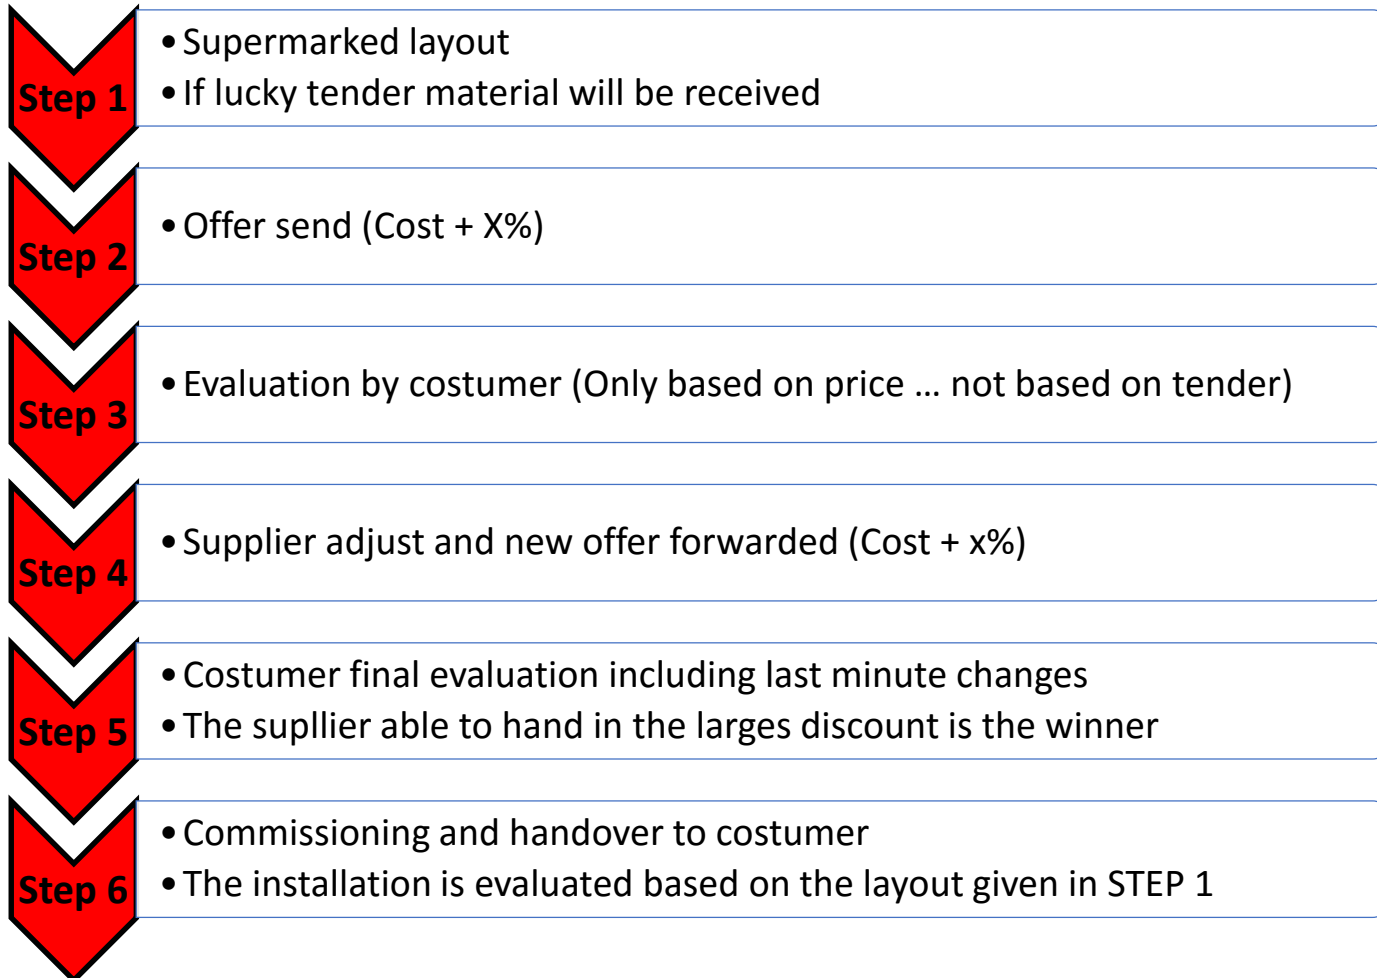 Step 1
•Supermarked layout
•If lucky tender material will be received
Step 2
•Offer send (Cost + X%)
Step 3
•Evaluation by costumer (Only based on price … not based on tender)
Step 4
•Supplier adjust and new offer forwarded (Cost + x%)
Step 5
•Costumer final evaluation including last minute changes
•The supllier able to hand in the larges discount is the winner
Step 6
•Commissioning and handover to costumer
•The installation is evaluated based on the layout given in STEP 1